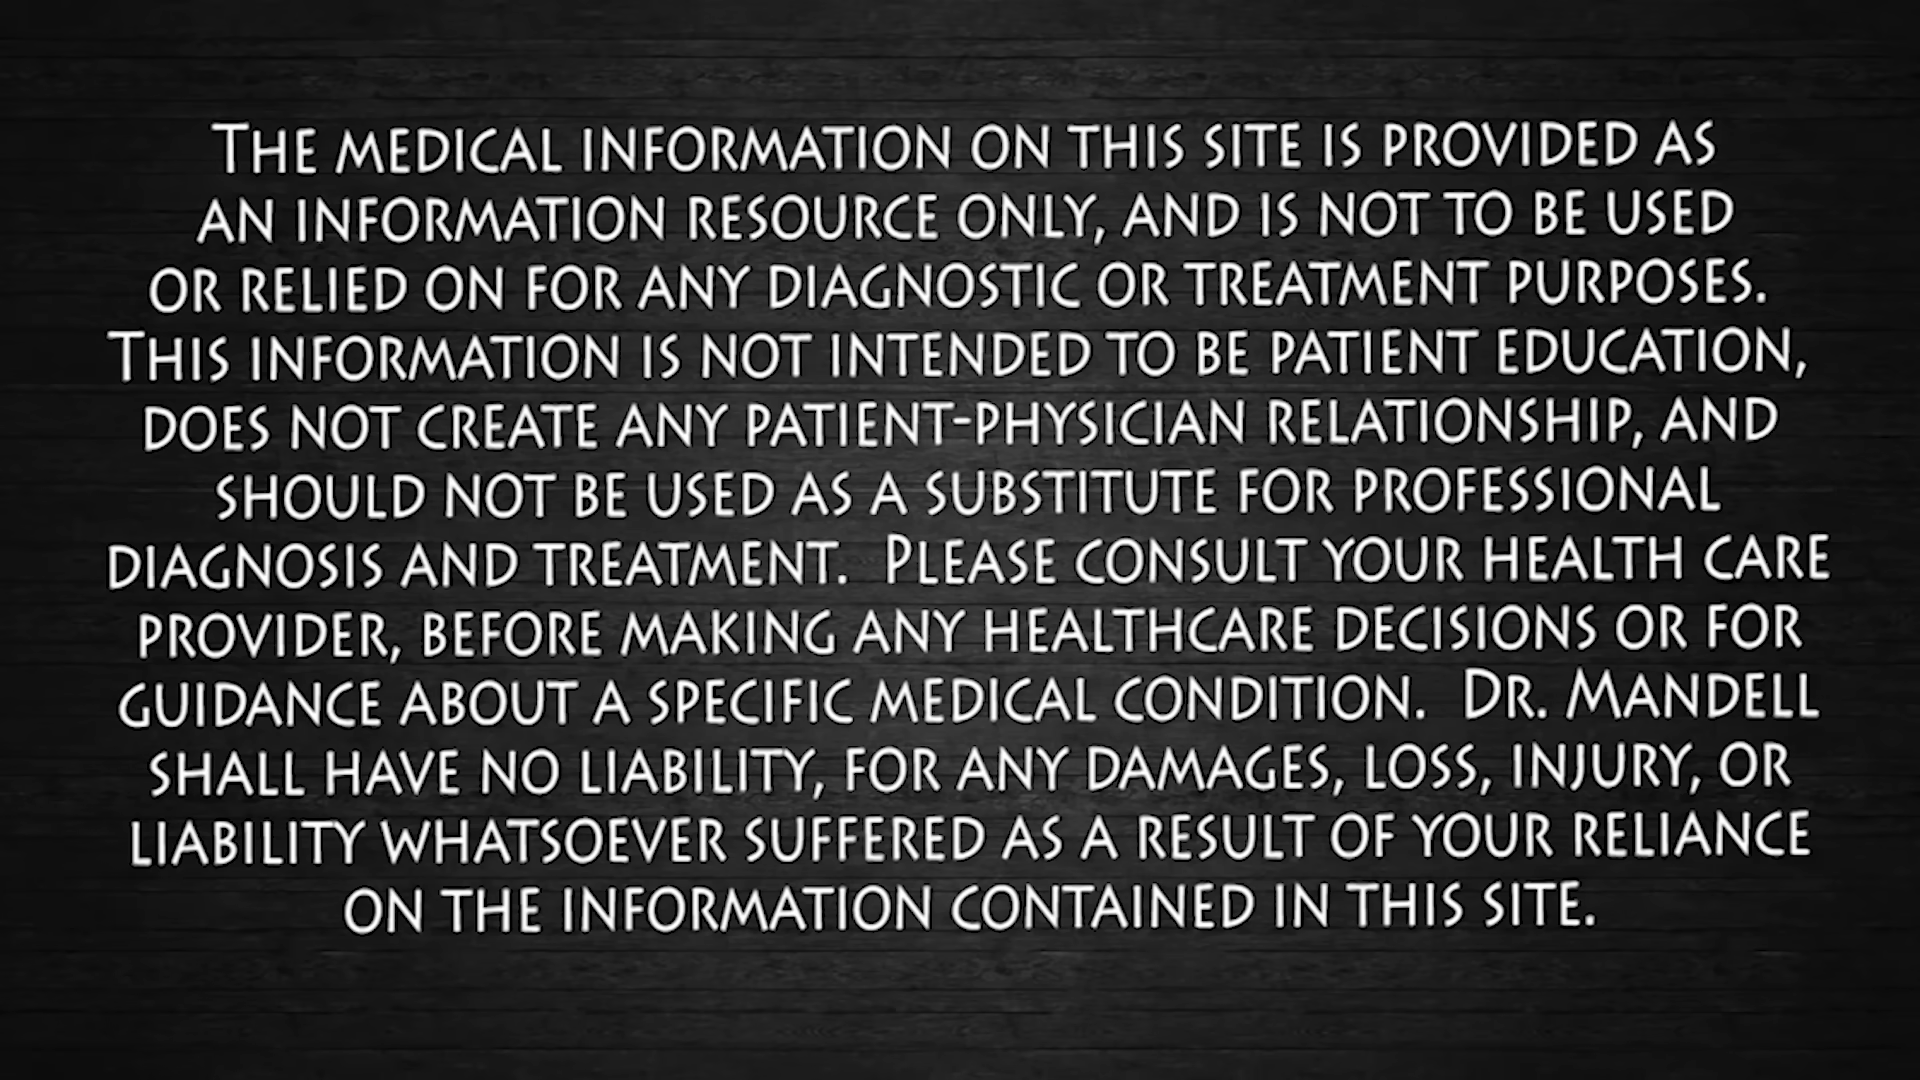 The medical information on this site is provided as
an information resource only, and is not to be used
or relied on for any diagnostic or treatment purposes.
This information is not intended to be patient education,
does not create any patient-physician relationship, and
should not be used as a substitute for professional
diagnosis and treatment.  Please consult your health care
provider, before making any healthcare decisions or for
guidance about a specific medical condition.  Dr. Mandell
shall have no liability, for any damages, loss, injury, or
liability whatsoever suffered as a result of your reliance
on the information contained in this site.